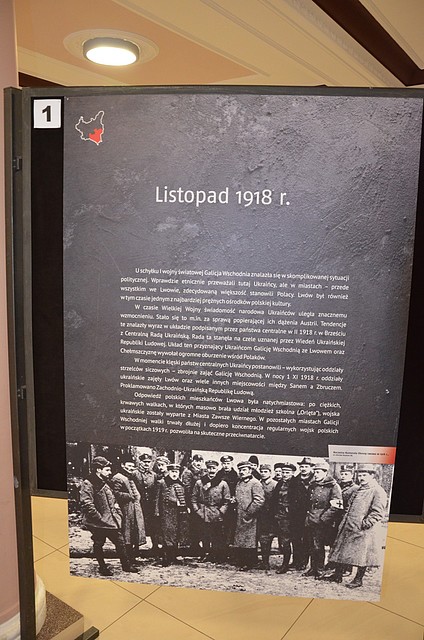 1
Listopad 1918 r.
U schyłku I wojny światowej Galicja Wschodnia znalazła się w skomplikowanej sytuacji
politycznej. Wprawdzie etnicznie przeważali tutaj Ukraińcy, ale w miastach – przede
wszystkim we Lwowie, zdecydowaną większość stanowili Polacy. Lwów był również
w tym czasie jednym z najbardziej prężnych ośrodków polskiej kultury.
W czasie Wielkiej Wojny świadomość narodowa Ukraińców uległa znacznemu
wzmocnieniu. Stało się to m.in. za sprawą popierającej ich dążenia Austrii. Tendencje
te znalazły wyraz w układzie podpisanym przez państwa centralne w II 1918 r. w Brześciu
z Centralną Radą Ukraińską. Rada ta stanęła na czele uznanej przez Wiedeń Ukraińskiej
Republiki Ludowej. Układ ten przyznający Ukraińcom Galicję Wschodnią ze Lwowem oraz
Chełmszczyznę wywołał ogromne oburzenie wśród Polaków.
W momencie klęski państw centralnych Ukraińcy postanowili – wykorzystując oddziały
strzelców siczowych – zbrojnie zająć Galicję Wschodnią. W nocy 1 XI 1918 r. oddziały
ukraińskie zajęły Lwów oraz wiele innych miejscowości między Sanem a Zbruczem.
Proklamowano Zachodnio-Ukraińską Republikę Ludową.
Odpowiedź polskich mieszkańców Lwowa była natychmiastowa: po ciężkich,
krwawych walkach, w których masowo brała udział młodzież szkolna („Orlęta”), wojska
ukraińskie zostały wyparte z Miasta Zawsze Wiernego. W pozostałych miastach Galicji
Wschodniej walki trwały dłużej i dopiero koncentracja regularnych wojsk polskich
w początkach 1919 r. pozwoliła na skuteczne przeciwnatarcie.